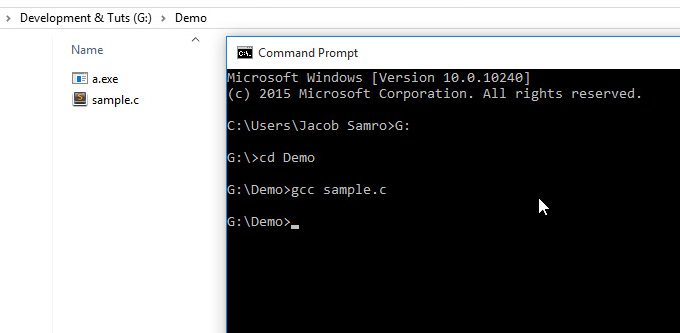 Development & Tuts (G:) Demo
Name
a.exe
sample.c
Command Prompt
Microsoft Windows [Version 10.0.10240]
(c) 2015 Microsoft Corporation. All rights reserved.
C:\Users\Jacob Samro>G:
G:\>cd Demo
G:\Demo>gcc sample.c
G:\Demo>